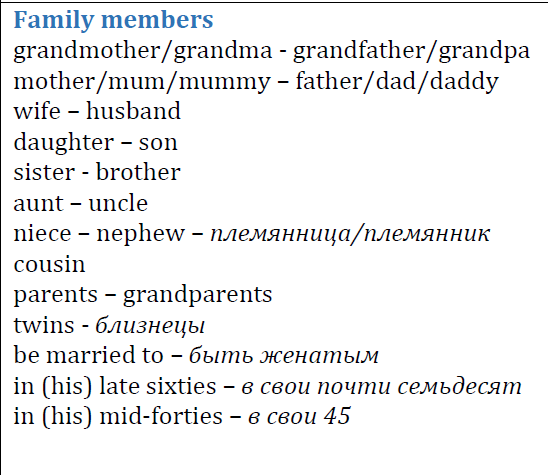 Family members
grandmother/grandma - grandfather/grandpa
mother/mum/mummy – father/dad/daddy
wife – husband
daughter – son
sister - brother
aunt – uncle
niece – nephew – племянница/племянник
cousin
parents – grandparents
twins - близнецы
be married to – быть женатым
in (his) late sixties – в свои почти семьдесят
in (his) mid-forties – в свои 45